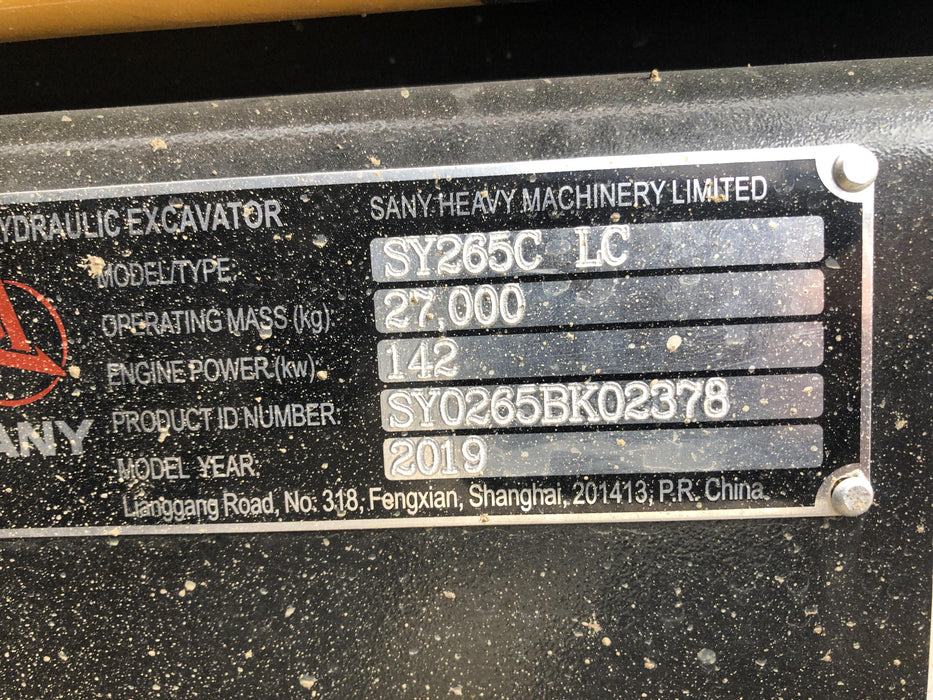 YDRAULIC EXCAVATOR SANY HEAVY MACHINERY LIMITED
MODEL/TYPE: SY265C LC
OPERATING MASS (kg): 27,000
ENGINE POWER (kw): 142
PRODUCT ID NUMBER: SY0265BK02378
ANY
MODEL YEAR: 2019
Lianggang Road, No. 318, Fengxian, Shanghai, 201413, P.R. China.